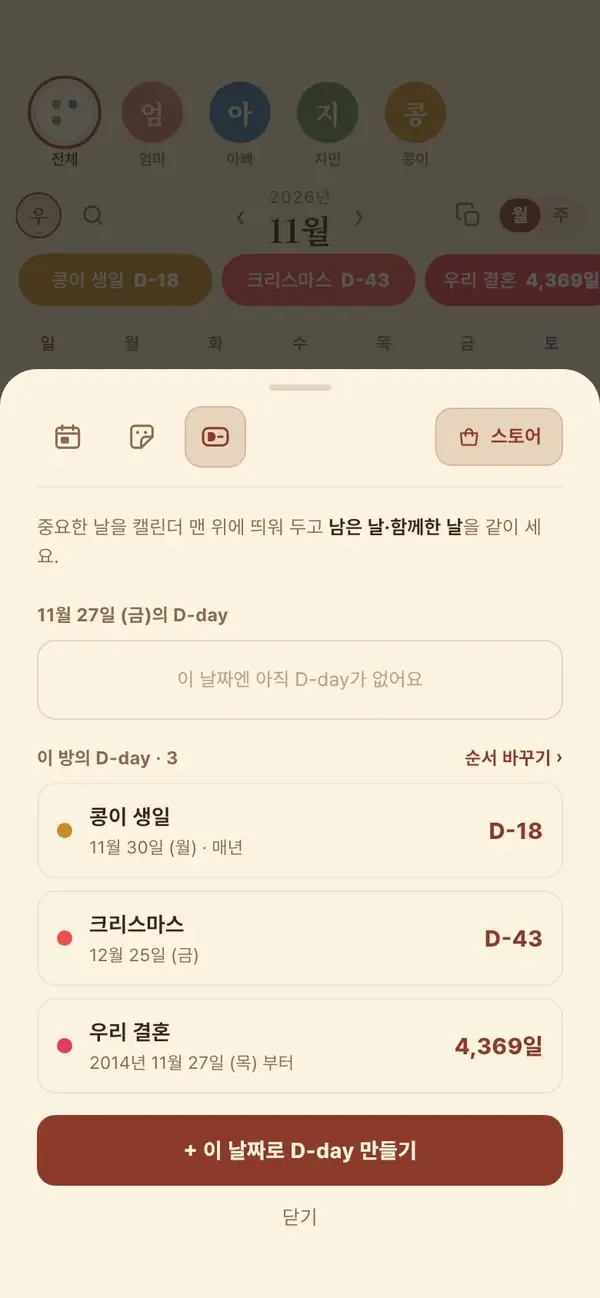 엄
아
지
콩
전체
엄마
아빠
지민
콩이
우
2026년
11월
월
주
콩이 생일 D-18
크리스마스 D-43
우리 결혼 4,369일
일
월
화
수
목
금
토
D-
스토어
중요한 날을 캘린더 맨 위에 띄워 두고 남은 날·함께한 날을 같이 세
요.
11월 27일 (금)의 D-day
이 날짜엔 아직 D-day가 없어요
이 방의 D-day · 3
순서 바꾸기 ›
콩이 생일
11월 30일 (월) · 매년
D-18
크리스마스
12월 25일 (금)
D-43
우리 결혼
2014년 11월 27일 (목) 부터
4,369일
+ 이 날짜로 D-day 만들기
닫기